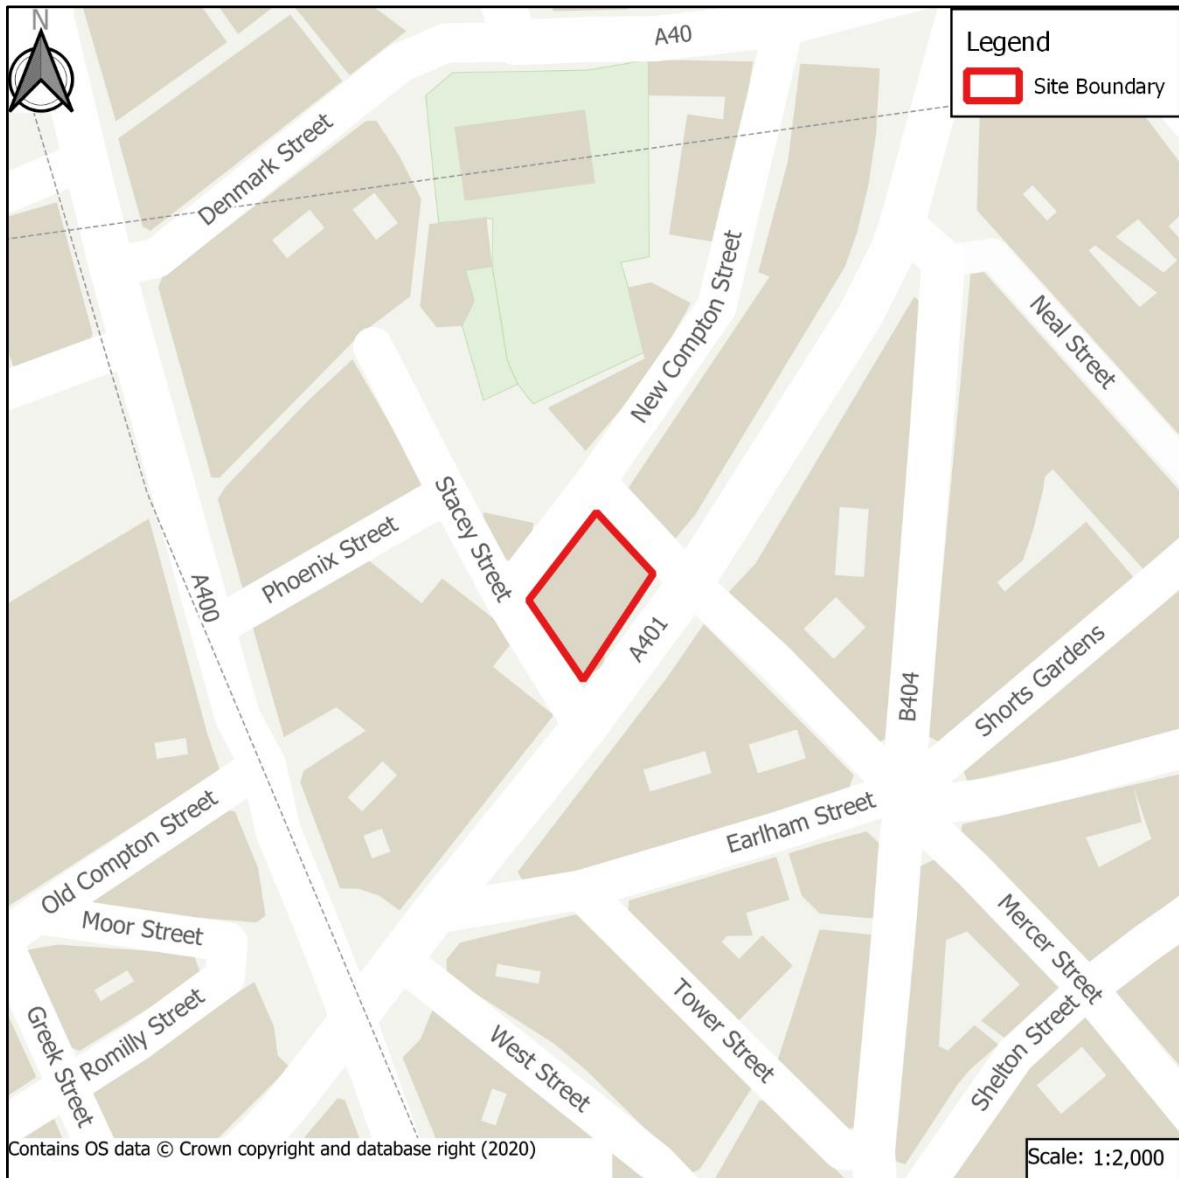 N
A40
Legend
Site Boundary
Denmark Street
New Compton Street
Neal Street
Stacey Street
Phoenix Street
A400
A401
B404
Shorts Gardens
Old Compton Street
Earlham Street
Moor Street
Mercer Street
Greek Street
Romilly Street
West Street
Tower Street
Shelton Street
Contains OS data © Crown copyright and database right (2020)
Scale: 1:2,000